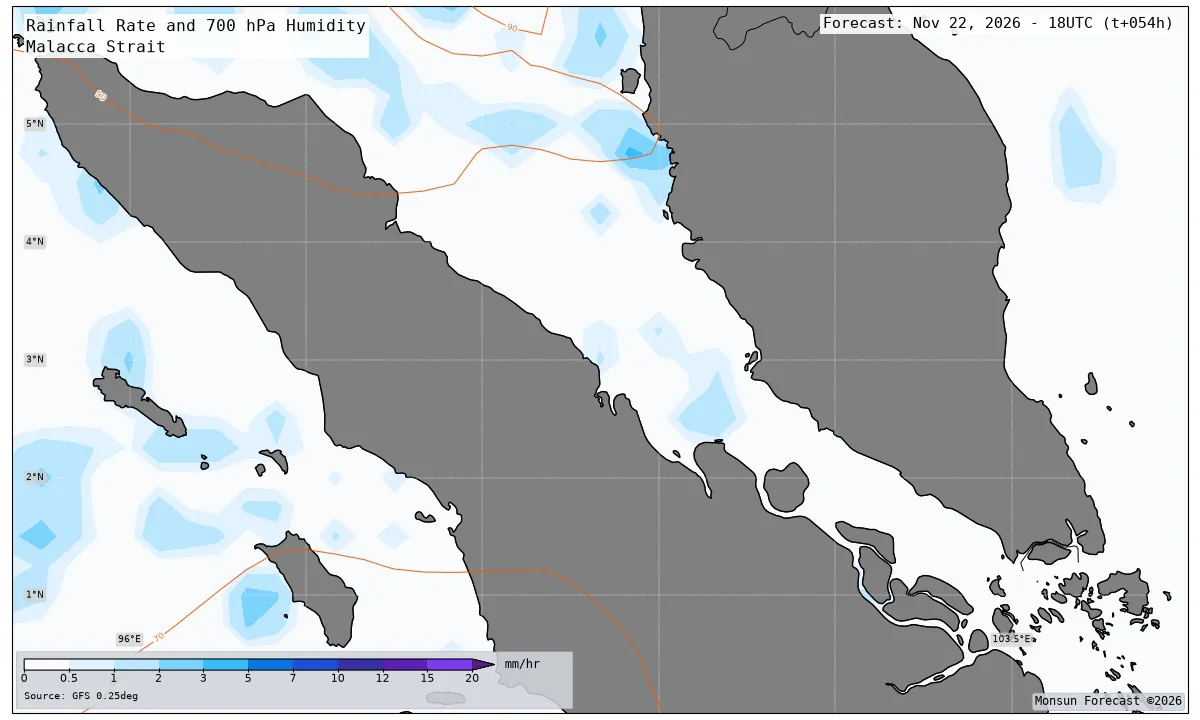 Rainfall Rate and 700 hPa Humidity
Malacca Strait
Forecast: Nov 22, 2026 - 18UTC (t+054h)
90
80
5°N
4°N
3°N
2°N
1°N
96°E
70
103.5°E
mm/hr
0 0.5 1 2 3 5 7 10 12 15 20
Source: GFS 0.25deg
Monsun Forecast ©2026